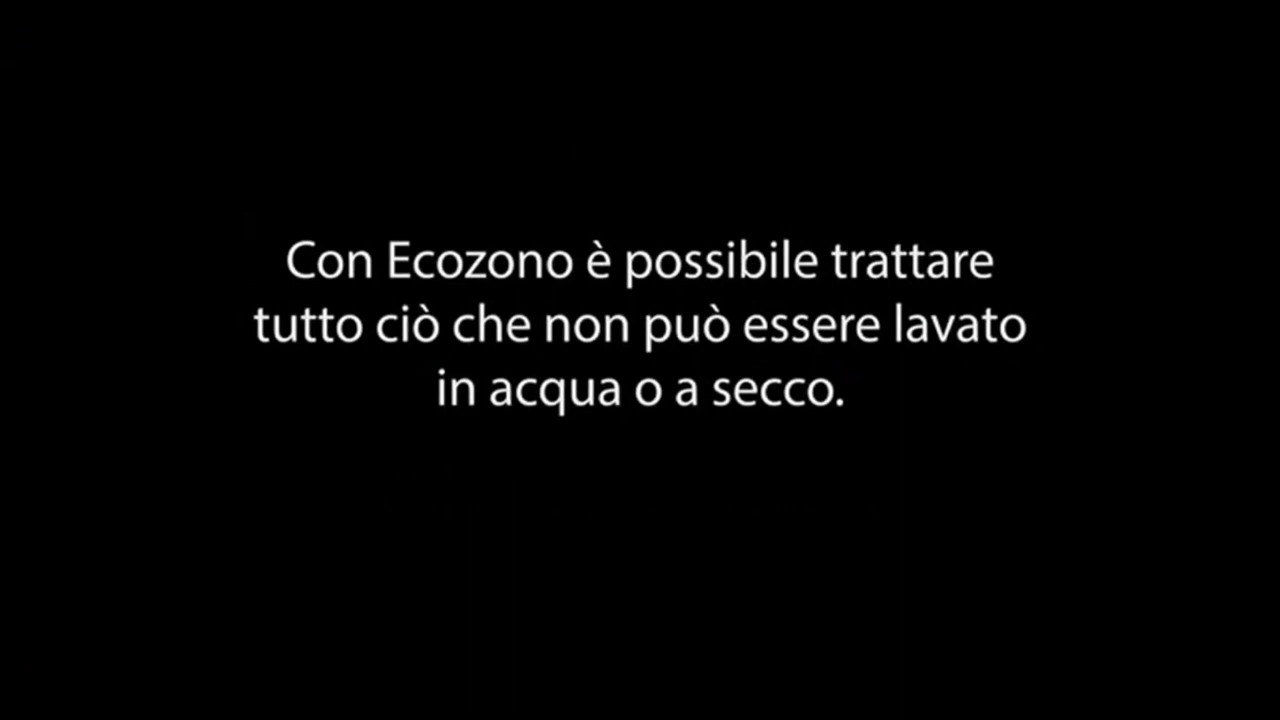 Con Ecozono è possibile trattare
tutto ciò che non può essere lavato
in acqua o a secco.